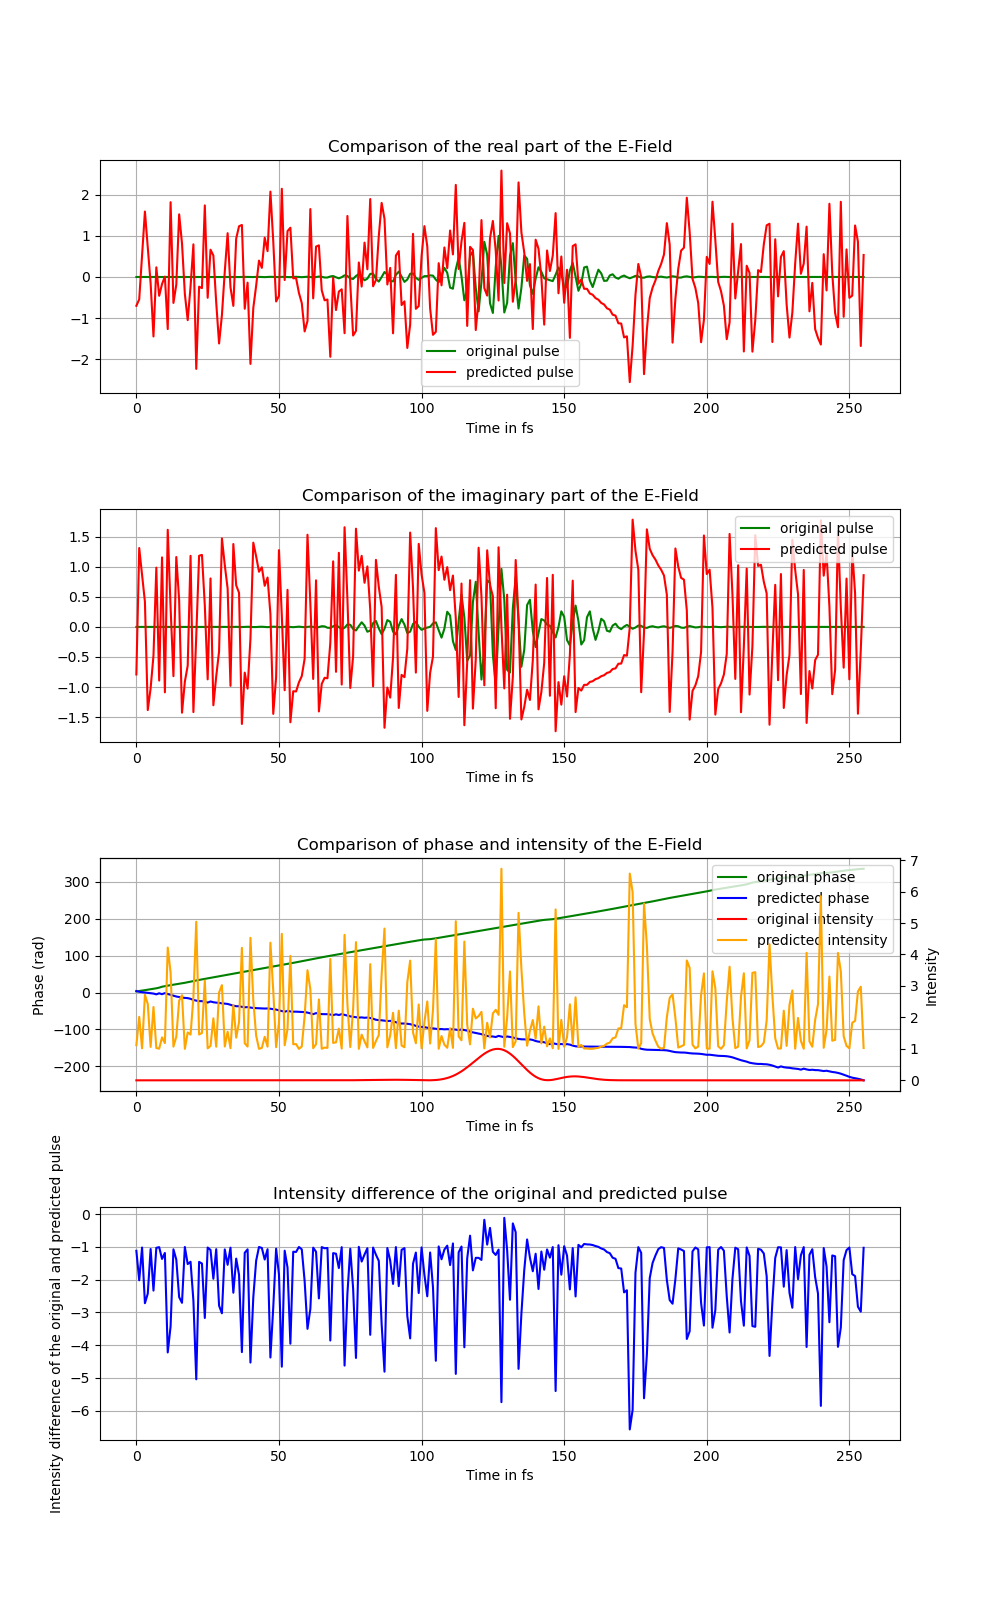 Comparison of the real part of the E-Field
2
1
0
−1
−2
original pulse
predicted pulse
0 50 100 150 200 250
Time in fs
Comparison of the imaginary part of the E-Field
1.5
1.0
0.5
0.0
−0.5
−1.0
−1.5
original pulse
predicted pulse
0 50 100 150 200 250
Time in fs
Comparison of phase and intensity of the E-Field
Phase (rad)
300
200
100
0
−100
−200
original phase
predicted phase
original intensity
predicted intensity
7
6
5
4
3
2
1
0
Intensity
0 50 100 150 200 250
Time in fs
Intensity difference of the original and predicted pulse
Intensity difference of the original and predicted pulse
0
−1
−2
−3
−4
−5
−6
0 50 100 150 200 250
Time in fs